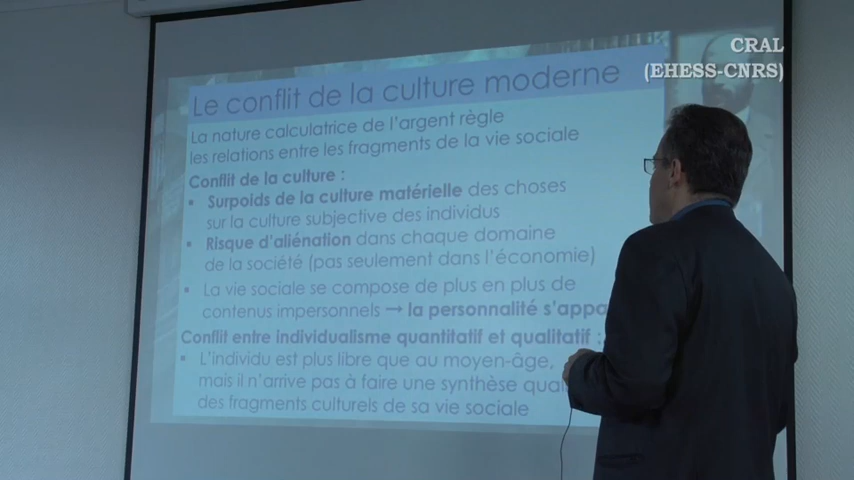 CRAL
(EHESS-CNRS)
Le conflit de la culture moderne
La nature calculatrice de l'argent règle
les relations entre les fragments de la vie sociale
Conflit de la culture :
▪ Surpoids de la culture matérielle des choses
sur la culture subjective des individus
▪ Risque d'aliénation dans chaque domaine
de la société (pas seulement dans l'économie)
▪ La vie sociale se compose de plus en plus de
contenus impersonnels → la personnalité s'appa
Conflit entre individualisme quantitatif et qualitatif :
▪ L'individu est plus libre que au moyen-âge,
mais il n'arrive pas à faire une synthèse qual
des fragments culturels de sa vie sociale